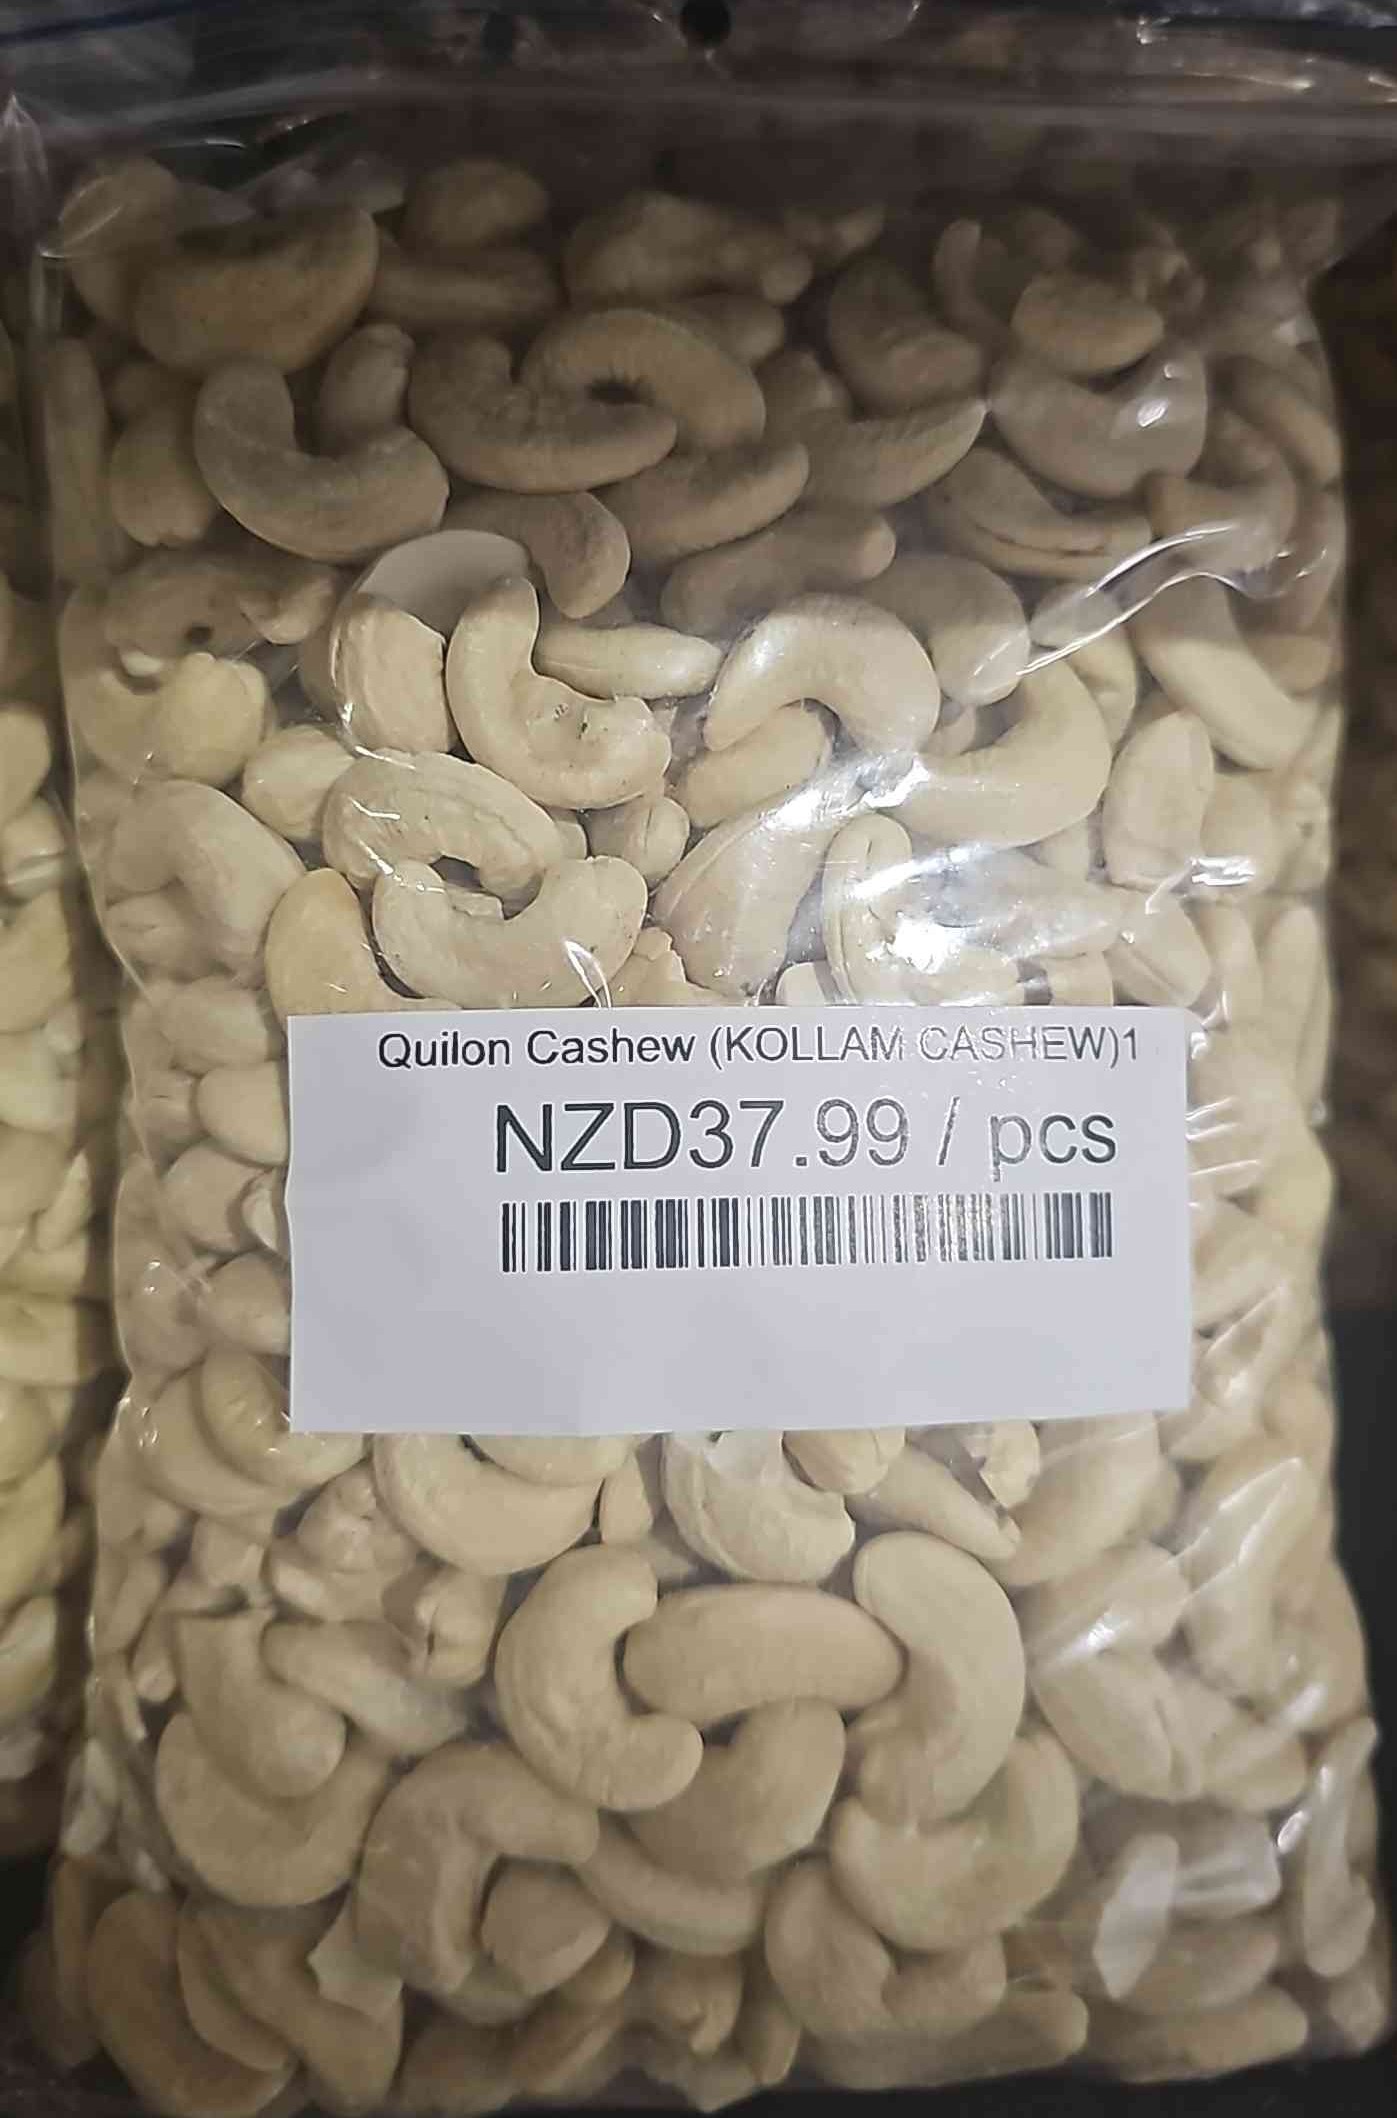 Quilon Cashew (KOLLAM CASHEW)1
NZD37.99 / pcs